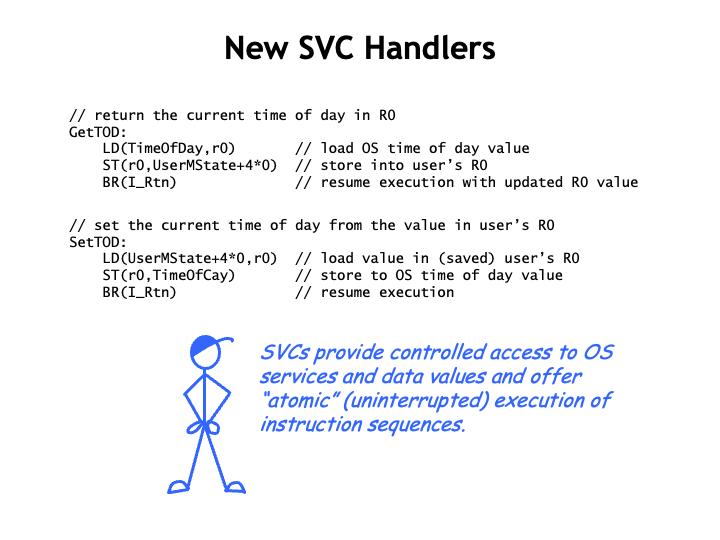 New SVC Handlers
// return the current time of day in R0
GetTOD:
    LD(TimeOfDay,r0)       // load OS time of day value
    ST(r0,UserMState+4*0)  // store into user’s R0
    BR(I_Rtn)              // resume execution with updated R0 value
// set the current time of day from the value in user’s R0
SetTOD:
    LD(UserMState+4*0,r0)  // load value in (saved) user’s R0
    ST(r0,TimeOfCay)       // store to OS time of day value
    BR(I_Rtn)              // resume execution
SVCs provide controlled access to OS
services and data values and offer
“atomic” (uninterrupted) execution of
instruction sequences.